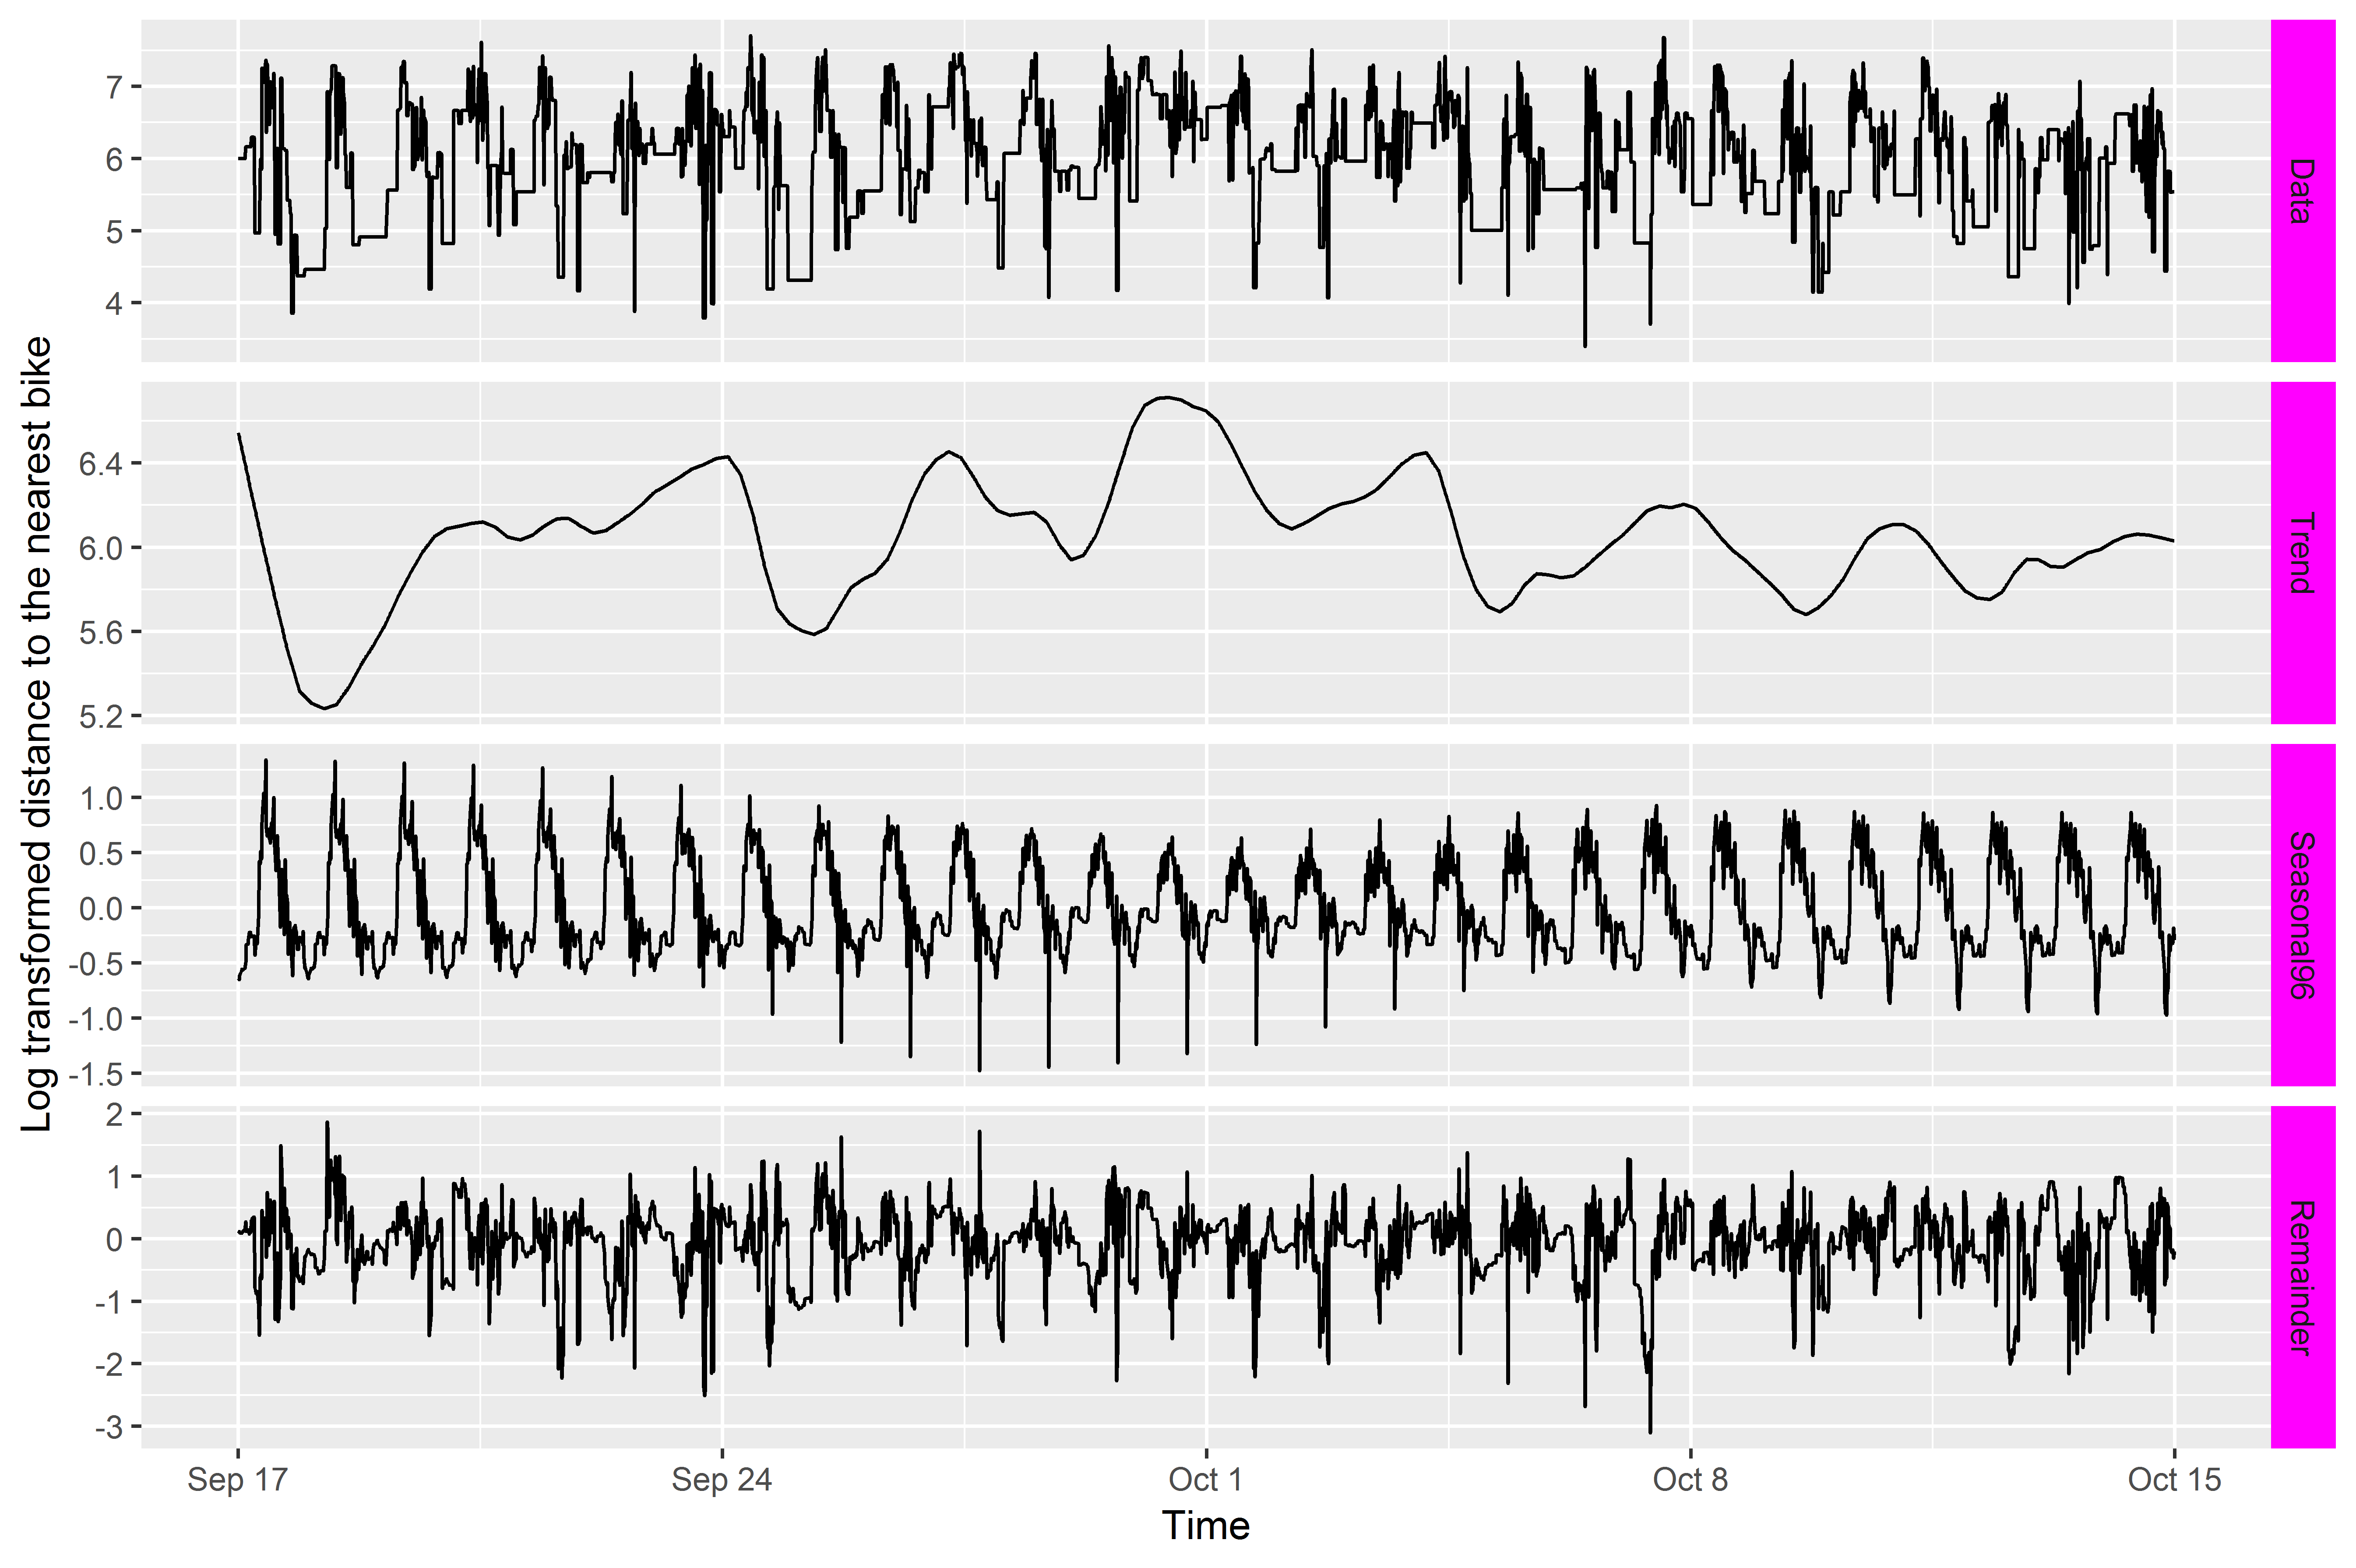 Log transformed distance to the nearest bike
7
6
5
4
Data
6.4
6.0
5.6
5.2
Trend
1.0
0.5
0.0
-0.5
-1.0
-1.5
Seasonal96
2
1
0
-1
-2
-3
Remainder
Sep 17 Sep 24 Oct 1 Oct 8 Oct 15
Time